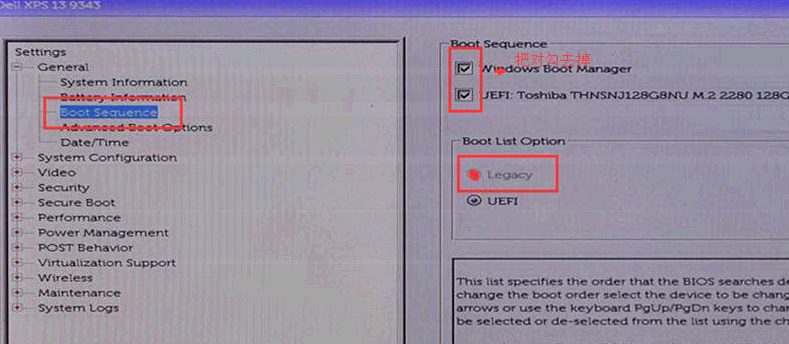 Dell XPS 13 9343
Settings
General
System Information
Battery Information
Boot Sequence
Advanced Boot Options
Date/Time
System Configuration
Video
Security
Secure Boot
Performance
Power Management
POST Behavior
Virtualization Support
Wireless
Maintenance
System Logs
Boot Sequence
把对勾去掉
Windows Boot Manager
UEFI: Toshiba THNSNJ128G8NU M.2 2280 128G
Boot List Option
Legacy
UEFI
This list specifies the order that the BIOS searches de
change the boot order select the device to be chang
arrows or use the keyboard PgUp/PgDn keys to chan
be selected or de-selected from the list using the ch